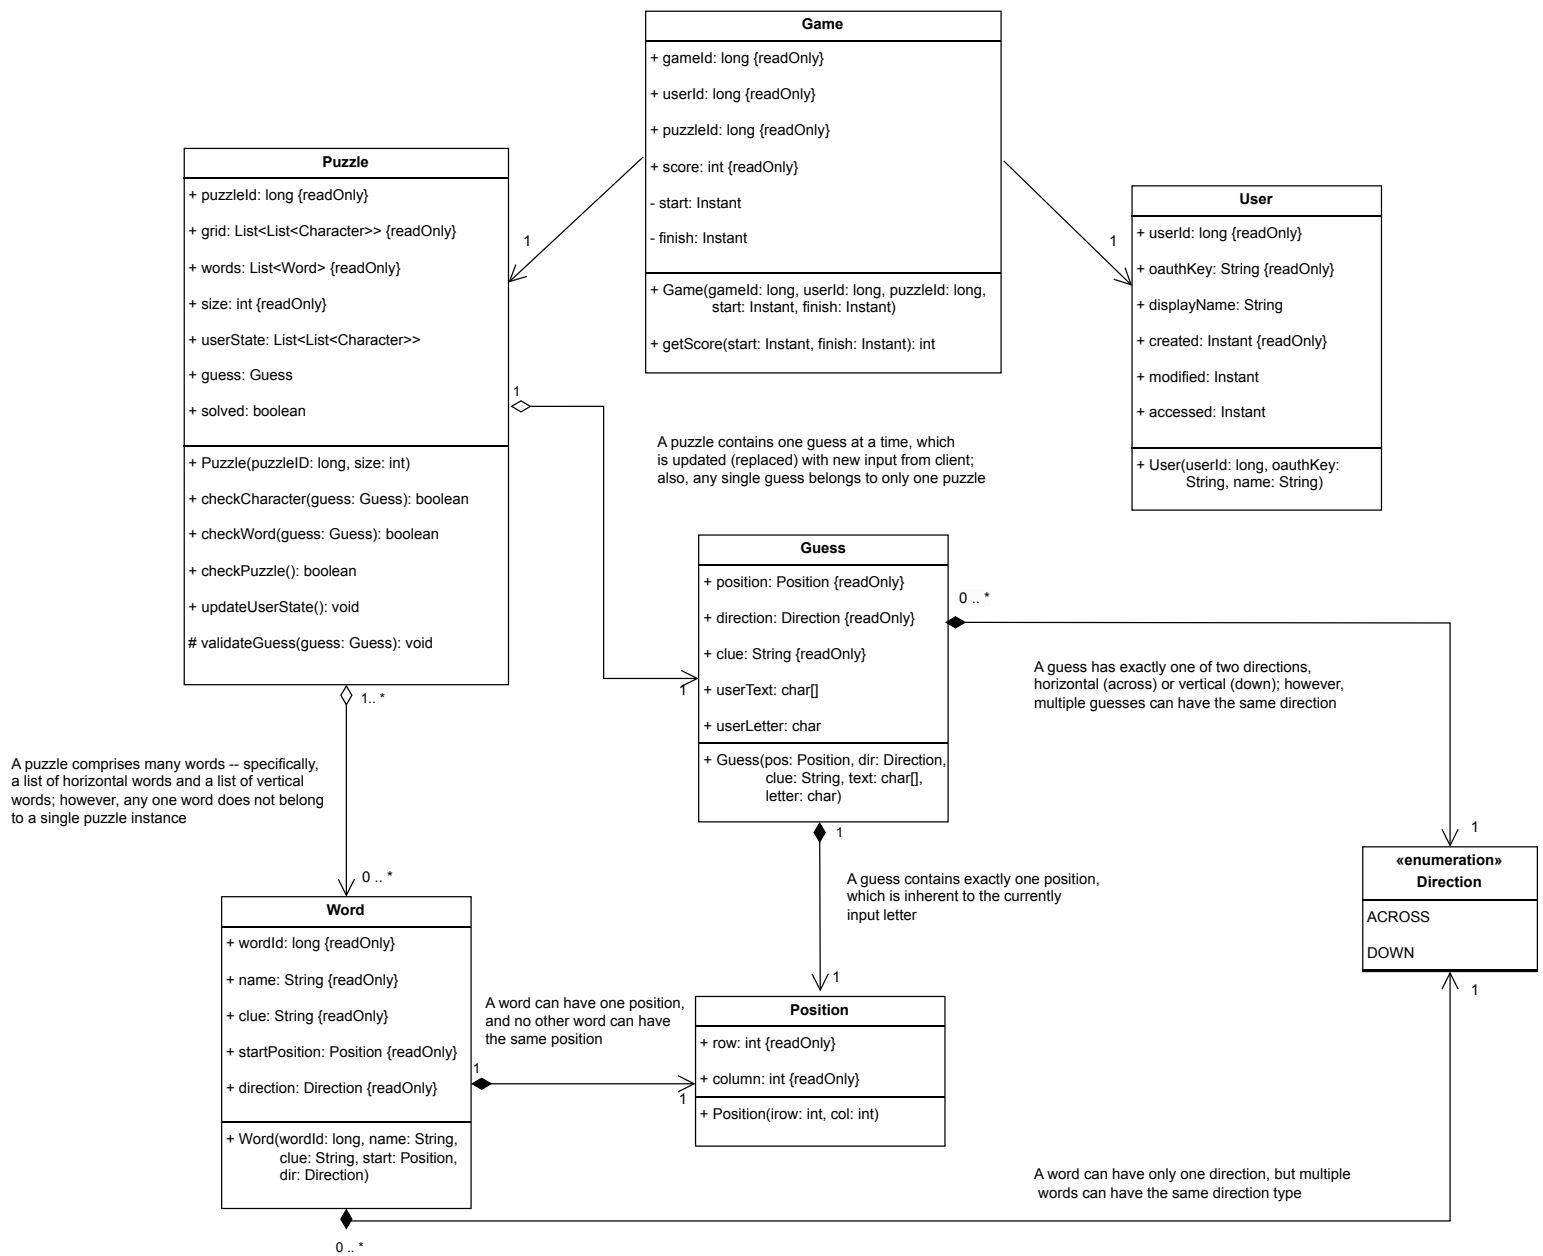 Game
+ gameId: long {readOnly}
+ userId: long {readOnly}
+ puzzleId: long {readOnly}
+ score: int {readOnly}
- start: Instant
- finish: Instant
+ Game(gameId: long, userId: long, puzzleId: long,
start: Instant, finish: Instant)
+ getScore(start: Instant, finish: Instant): int
1
1
Puzzle
+ puzzleId: long {readOnly}
+ grid: List<List<Character>> {readOnly}
+ words: List<Word> {readOnly}
+ size: int {readOnly}
+ userState: List<List<Character>>
+ guess: Guess
+ solved: boolean
+ Puzzle(puzzleID: long, size: int)
+ checkCharacter(guess: Guess): boolean
+ checkWord(guess: Guess): boolean
+ checkPuzzle(): boolean
+ updateUserState(): void
# validateGuess(guess: Guess): void
User
+ userId: long {readOnly}
+ oauthKey: String {readOnly}
+ displayName: String
+ created: Instant {readOnly}
+ modified: Instant
+ accessed: Instant
+ User(userId: long, oauthKey:
String, name: String)
1
A puzzle contains one guess at a time, which
is updated (replaced) with new input from client;
also, any single guess belongs to only one puzzle
1
Guess
+ position: Position {readOnly}
+ direction: Direction {readOnly}
+ clue: String {readOnly}
+ userText: char[]
+ userLetter: char
+ Guess(pos: Position, dir: Direction,
clue: String, text: char[],
letter: char)
0 .. *
A guess has exactly one of two directions,
horizontal (across) or vertical (down); however,
multiple guesses can have the same direction
1
1.. *
A puzzle comprises many words -- specifically,
a list of horizontal words and a list of vertical
words; however, any one word does not belong
to a single puzzle instance
0 .. *
1
A guess contains exactly one position,
which is inherent to the currently
input letter
1
«enumeration»
Direction
ACROSS
DOWN
1
Word
+ wordId: long {readOnly}
+ name: String {readOnly}
+ clue: String {readOnly}
+ startPosition: Position {readOnly}
+ direction: Direction {readOnly}
+ Word(wordId: long, name: String,
clue: String, start: Position,
dir: Direction)
A word can have one position,
and no other word can have
the same position
1
1
Position
+ row: int {readOnly}
+ column: int {readOnly}
+ Position(irow: int, col: int)
A word can have only one direction, but multiple
words can have the same direction type
0 .. *